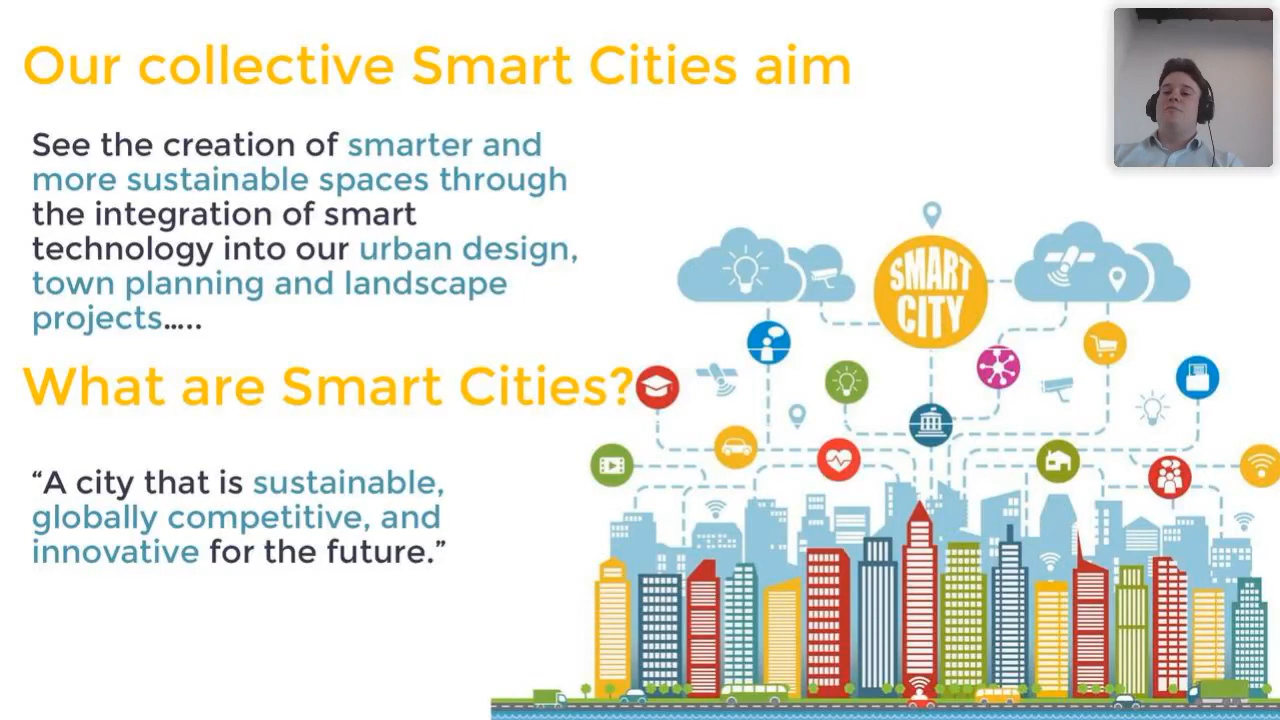 Our collective Smart Cities aim
See the creation of smarter and
more sustainable spaces through
the integration of smart
technology into our urban design,
town planning and landscape
projects…..
SMART
CITY
What are Smart Cities?
“A city that is sustainable,
globally competitive, and
innovative for the future.”